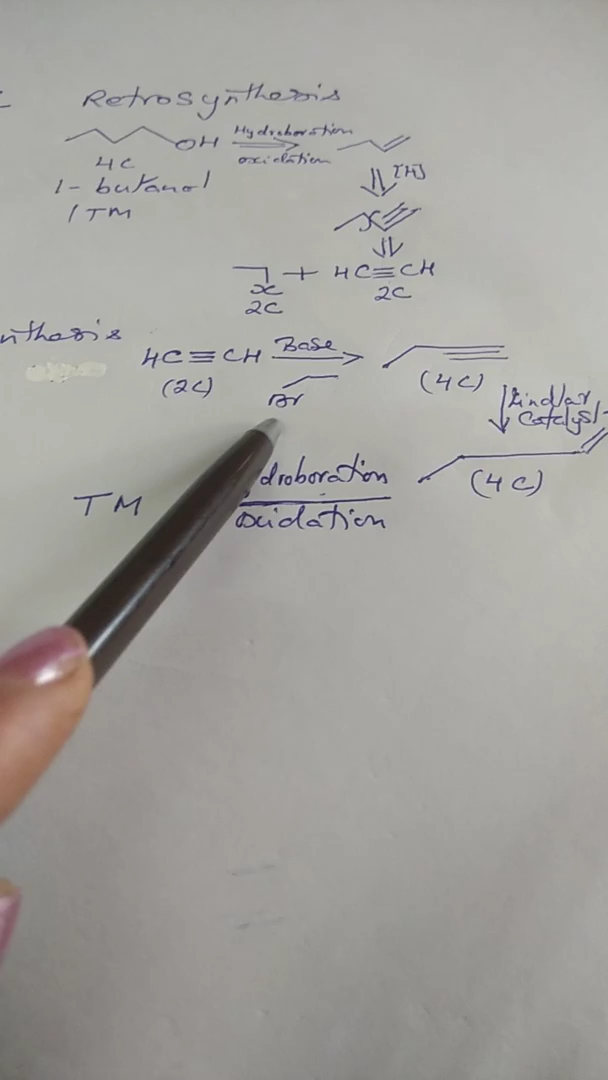 Retrosynthesis
OH Hydroboration
oxidation
4C
1-butanol
TM
[H]
x + HC≡CH
2C 2C
nthesis
HC≡CH Base
(2C) Br (4C)
Lindlar
Catalyst
droboration
(4C)
TM oxidation